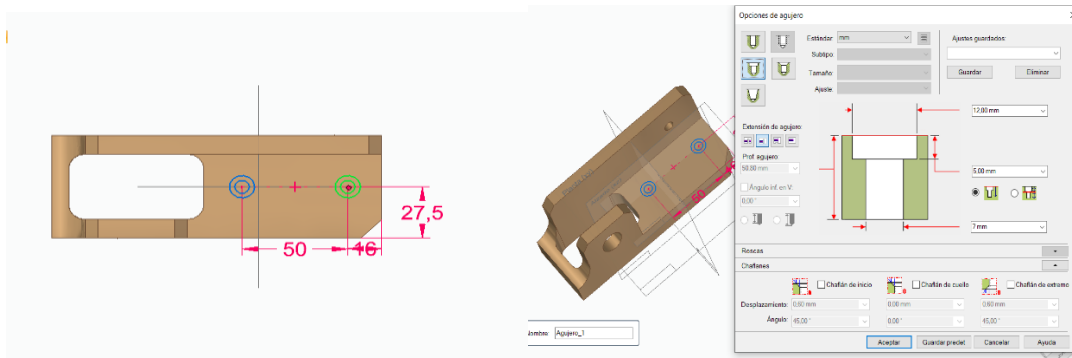 27,5
50
16
50
Nombre: Agujero_1
Opciones de agujero
Estándar: mm
Subtipo:
Tamaño:
Ajuste:
Ajustes guardados:
Guardar
Eliminar
Extensión de agujero:
Prof. agujero
50,80 mm
Ángulo inf. en V:
0,00 °
12,00 mm
5,00 mm
7 mm
Roscas
Chaflanes
Chaflán de inicio
Chaflán de cuello
Chaflán de extremo
Desplazamiento: 0,60 mm 0,00 mm 0,60 mm
Ángulo: 45,00 ° 0,00 ° 45,00 °
Aceptar
Guardar predet
Cancelar
Ayuda